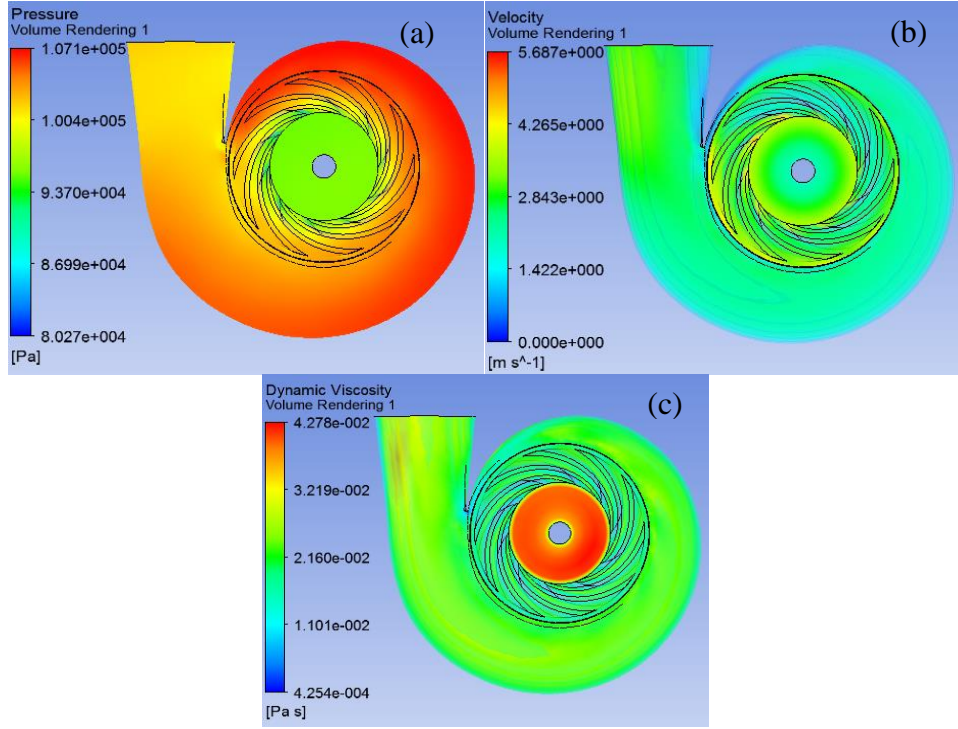 Pressure
Volume Rendering 1
(a)
1.071e+005
1.004e+005
9.370e+004
8.699e+004
8.027e+004
[Pa]
Velocity
Volume Rendering 1
(b)
5.687e+000
4.265e+000
2.843e+000
1.422e+000
0.000e+000
[m s^-1]
Dynamic Viscosity
Volume Rendering 1
(c)
4.278e-002
3.219e-002
2.160e-002
1.101e-002
4.254e-004
[Pa s]